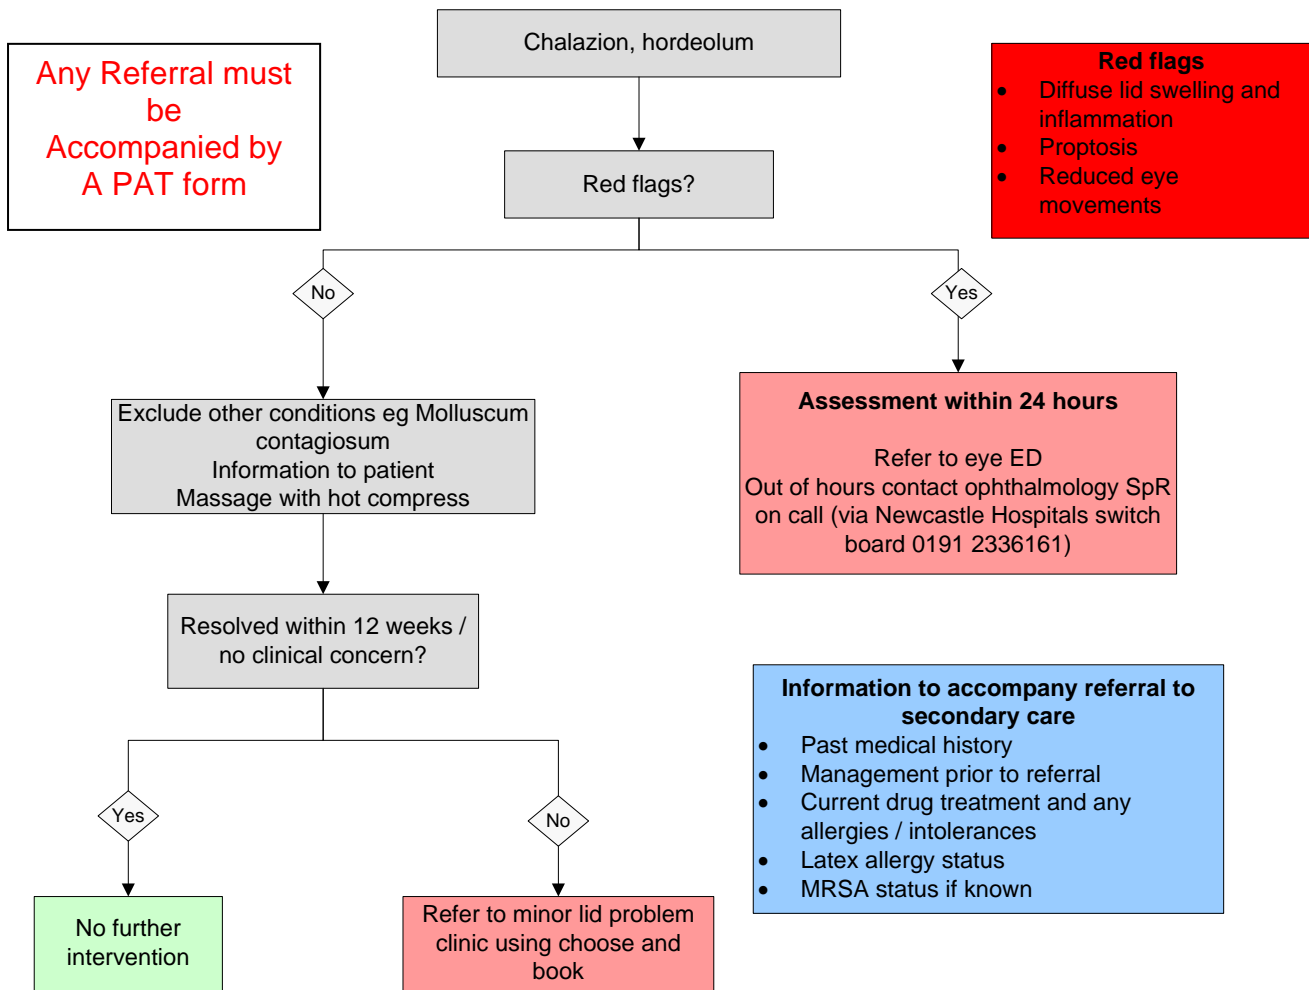 Chalazion, hordeolum
Any Referral must
be
Accompanied by
A PAT form
Red flags
• Diffuse lid swelling and
inflammation
• Proptosis
• Reduced eye
movements
Red flags?
No
Yes
Exclude other conditions eg Molluscum
contagiosum
Information to patient
Massage with hot compress
Assessment within 24 hours
Refer to eye ED
Out of hours contact ophthalmology SpR
on call (via Newcastle Hospitals switch
board 0191 2336161)
Resolved within 12 weeks /
no clinical concern?
Information to accompany referral to
secondary care
• Past medical history
• Management prior to referral
• Current drug treatment and any
allergies / intolerances
• Latex allergy status
• MRSA status if known
Yes
No
No further
intervention
Refer to minor lid problem
clinic using choose and
book